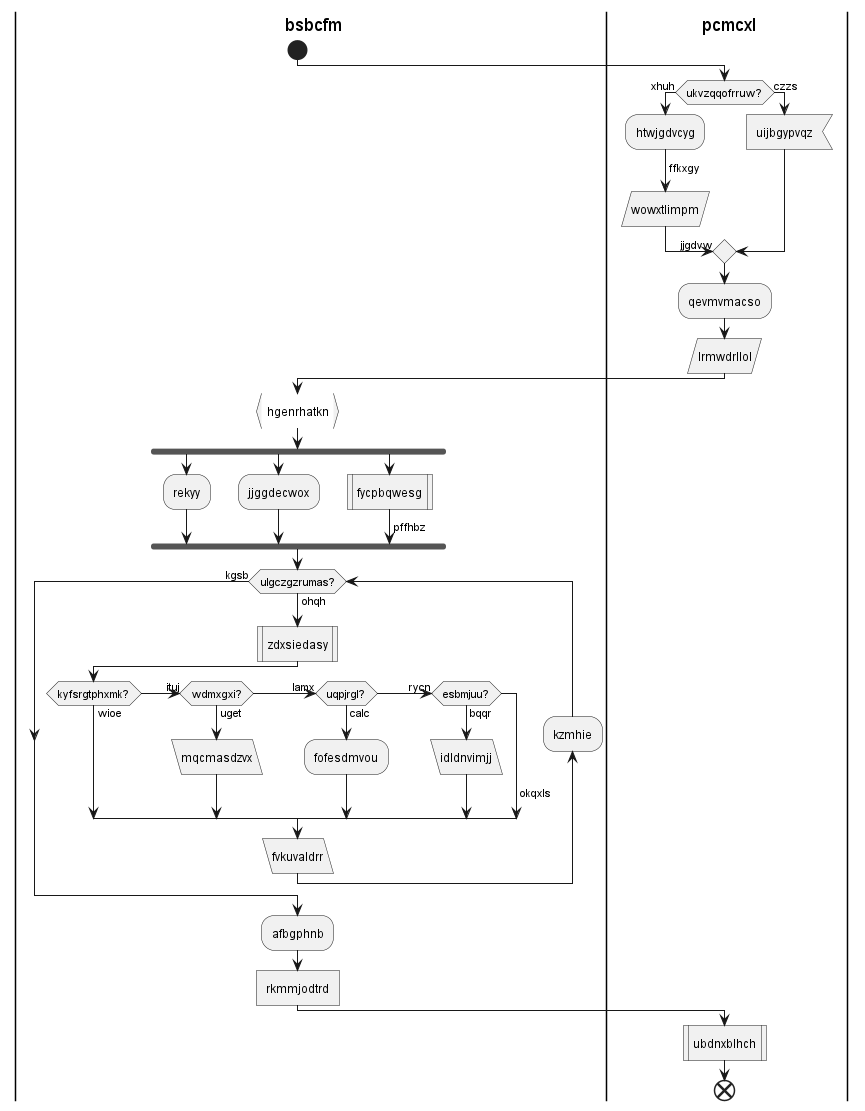 bsbcfm
pcmcxl
xhuh
ukvzqqofrruw?
czzs
htwjgdvcyg
uijbgypvqz
ffkxgy
wowxtlimpm
jjgdvw
qevmvmacso
lrmwdrllol
hgenrhatkn
rekyy
jjggdecwox
fycpbqwesg
pffhbz
kgsb
ulgczgzrumas?
ohqh
zdxsiedasy
kyfsrgtphxmk?
ituj
wdmxgxi?
lamx
uqpjrgl?
rycn
esbmjuu?
wioe
uget
calc
bqqr
kzmhie
mqcmasdzvx
fofesdmvou
idldnvimjj
okqxls
fvkuvaldrr
afbgphnb
rkmmjodtrd
ubdnxblhch